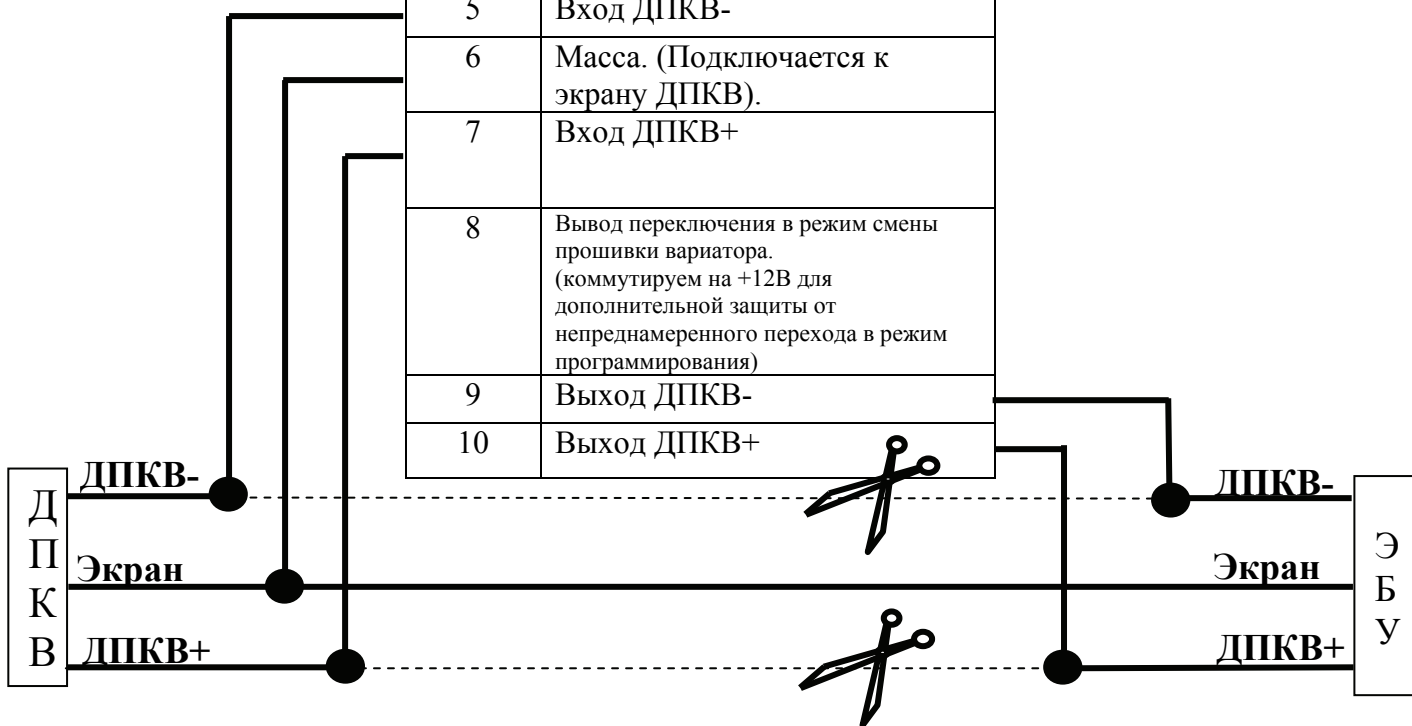 5 Вход ДПКВ-
6 Масса. (Подключается к
экрану ДПКВ).
7 Вход ДПКВ+
8 Вывод переключения в режим смены
прошивки вариатора.
(коммутируем на +12В для
дополнительной защиты от
непреднамеренного перехода в режим
программирования)
9 Выход ДПКВ-
10 Выход ДПКВ+
ДПКВ
ДПКВ-
Экран
ДПКВ+
ДПКВ-
Экран
ДПКВ+
ЭБУ